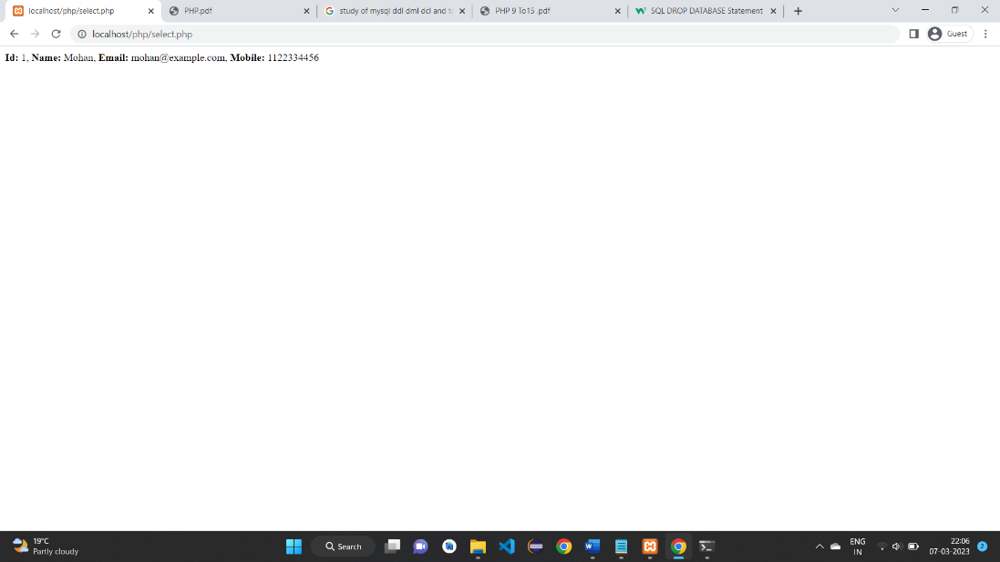 localhost/php/select.php
PHP.pdf
study of mysql ddl dml dcl and tc
PHP 9 To15 .pdf
SQL DROP DATABASE Statement
localhost/php/select.php
Guest
Id: 1, Name: Mohan, Email: mohan@example.com, Mobile: 1122334456
19°C
Partly cloudy
Search
ENG
IN
22:06
07-03-2023
2